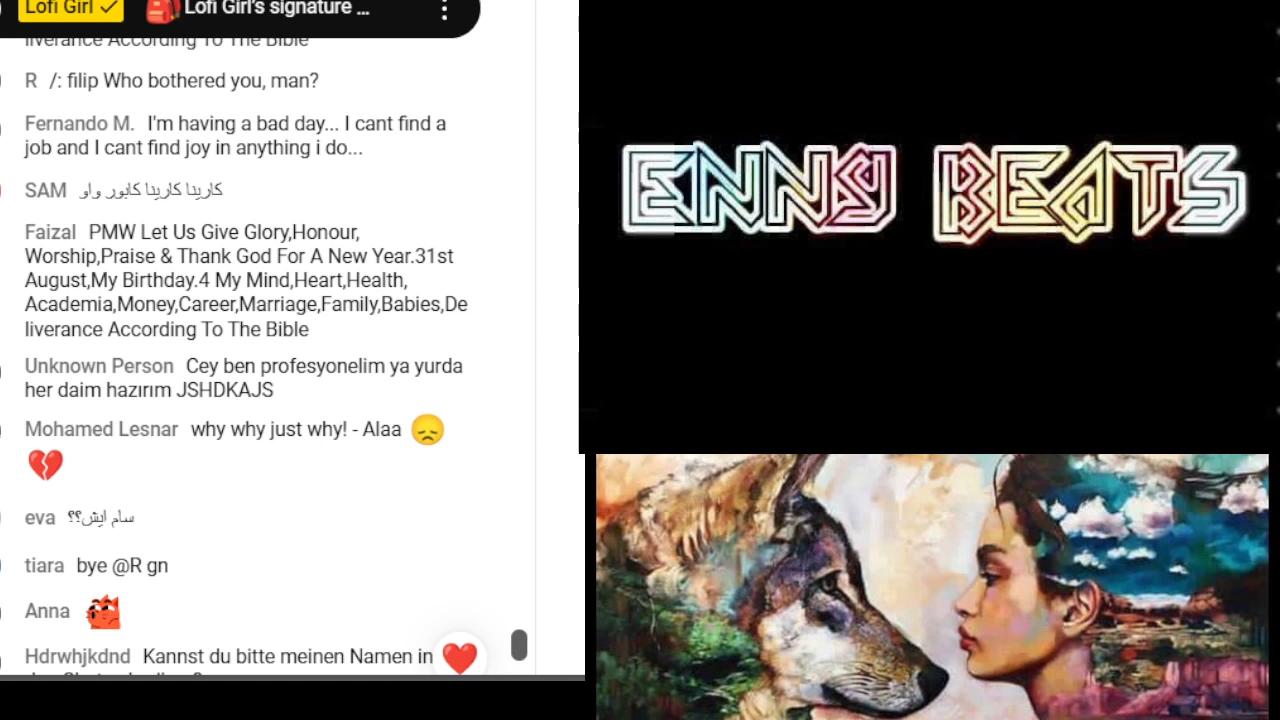 Lofi Girl Lofi Girl's signature ...
liverance According To The Bible
R /: filip Who bothered you, man?
Fernando M. I'm having a bad day... I cant find a
job and I cant find joy in anything i do...
SAM كارينا كارينا كابور واو
Faizal PMW Let Us Give Glory,Honour,
Worship,Praise & Thank God For A New Year.31st
August,My Birthday.4 My Mind,Heart,Health,
Academia,Money,Career,Marriage,Family,Babies,De
liverance According To The Bible
Unknown Person Cey ben profesyonelim ya yurda
her daim hazırım JSHDKAJS
Mohamed Lesnar why why just why! - Alaa 😞
💔
eva سام ايش؟؟
tiara bye @R gn
Anna
Hdrwhjkdnd Kannst du bitte meinen Namen in
ENNY BEATS